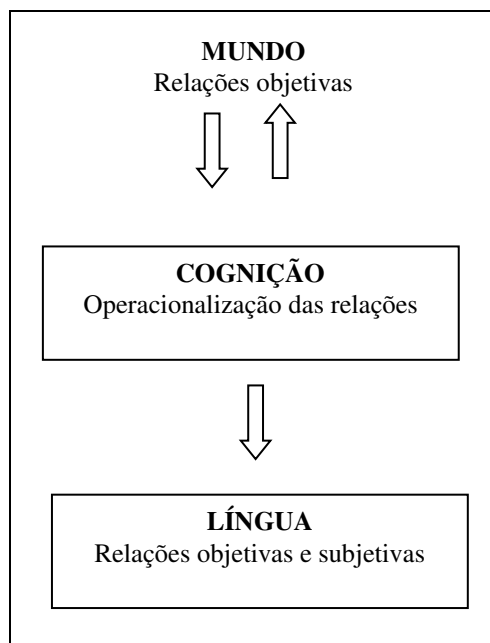 MUNDO
Relações objetivas
COGNIÇÃO
Operacionalização das relações
LÍNGUA
Relações objetivas e subjetivas